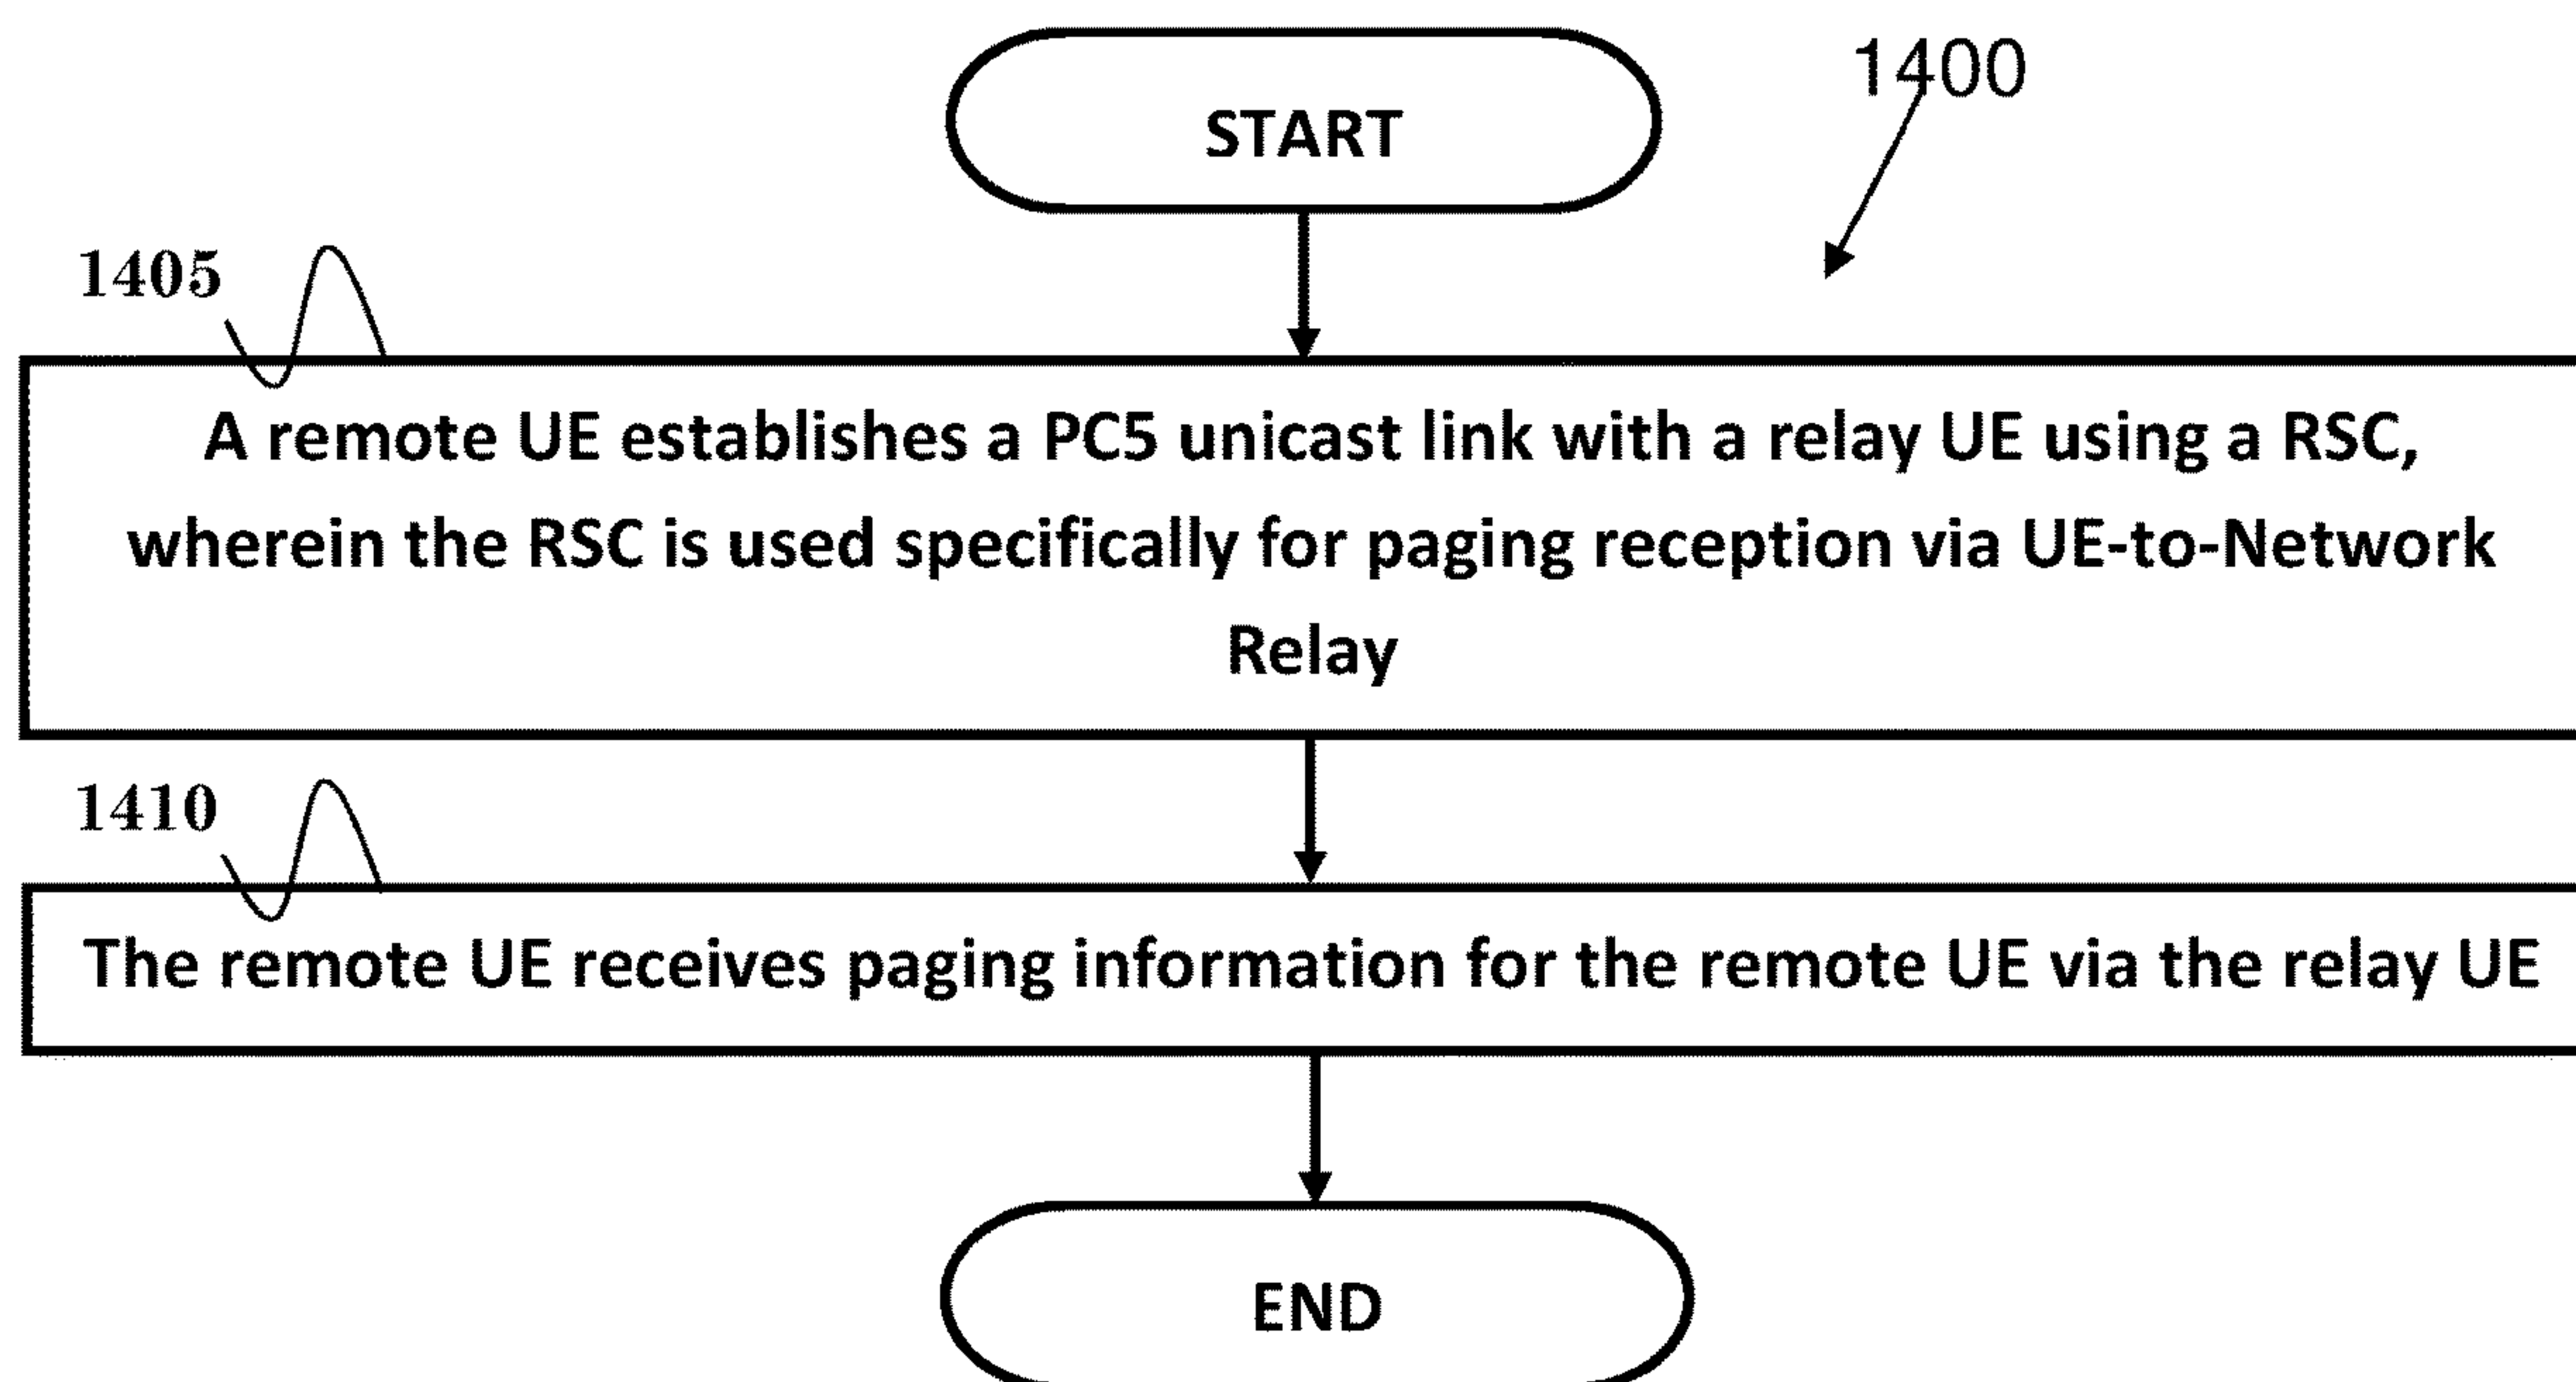 START
1400
1405
A remote UE establishes a PC5 unicast link with a relay UE using a RSC,
wherein the RSC is used specifically for paging reception via UE-to-Network
Relay
1410
The remote UE receives paging information for the remote UE via the relay UE
END